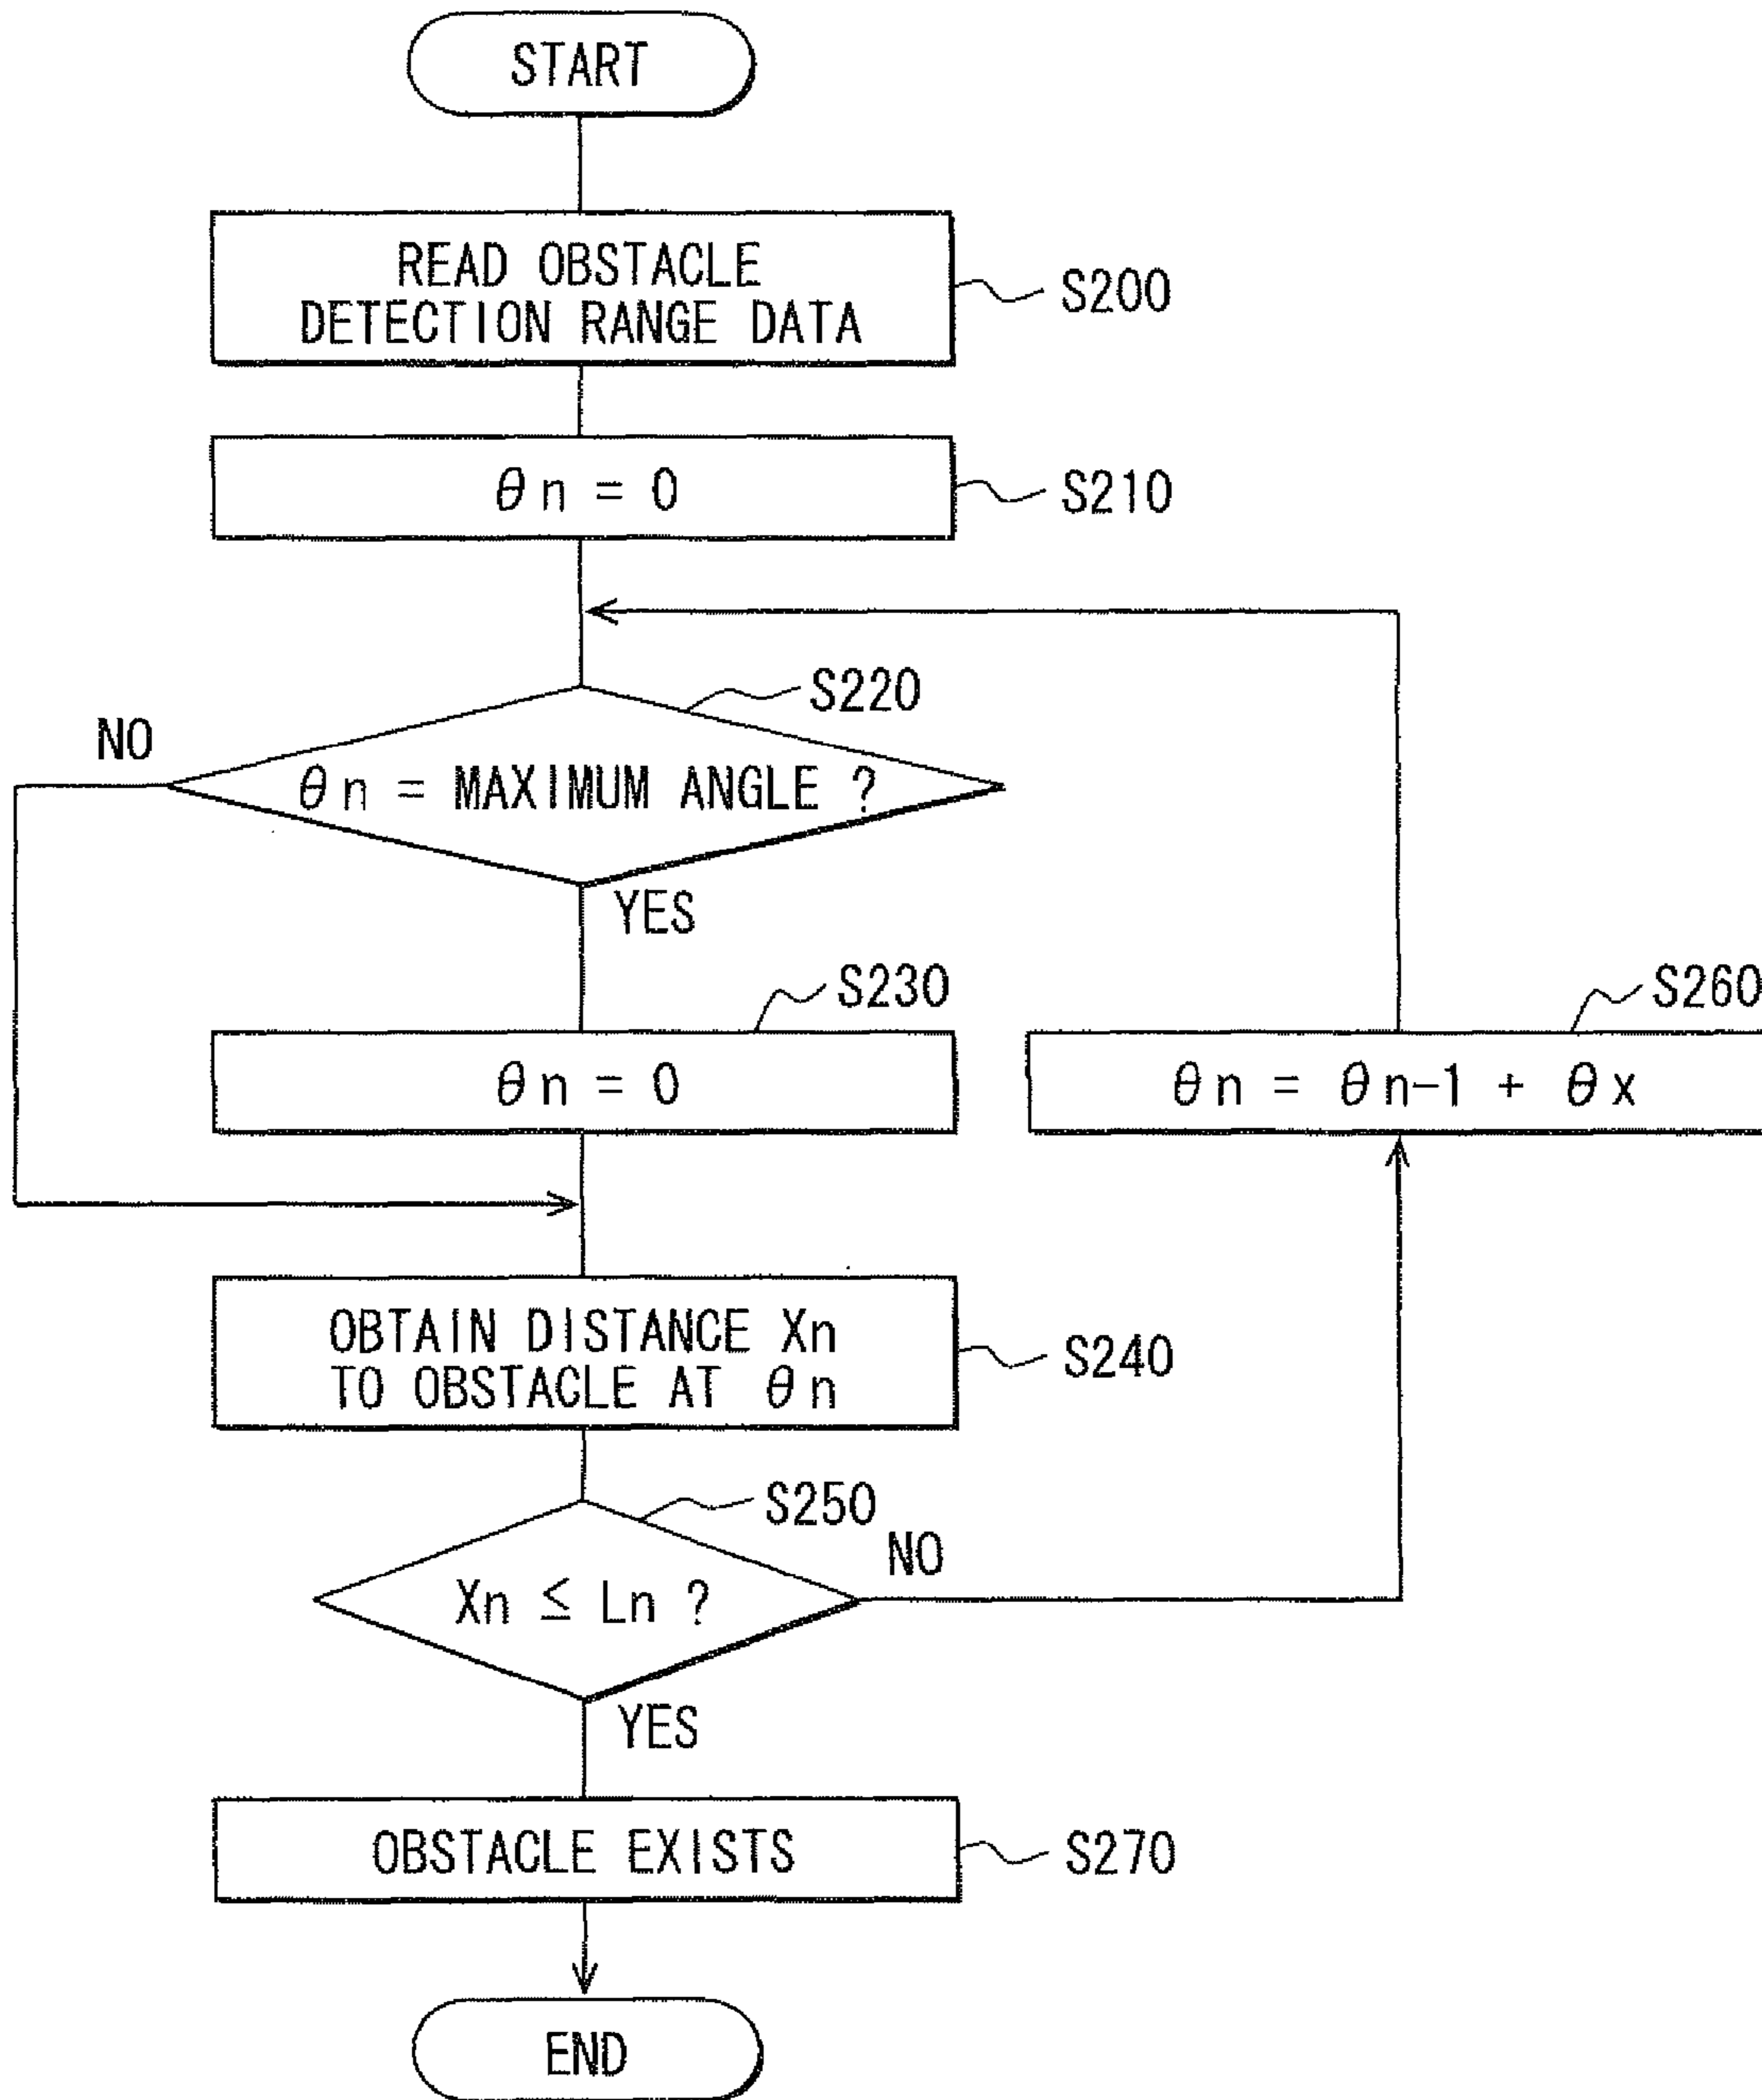 START
READ OBSTACLE
DETECTION RANGE DATA
S200
θn = 0
S210
S220
NO
θn = MAXIMUM ANGLE ?
YES
S230
θn = 0
S260
θn = θn-1 + θx
OBTAIN DISTANCE Xn
TO OBSTACLE AT θn
S240
S250
NO
Xn ≤ Ln ?
YES
OBSTACLE EXISTS
S270
END